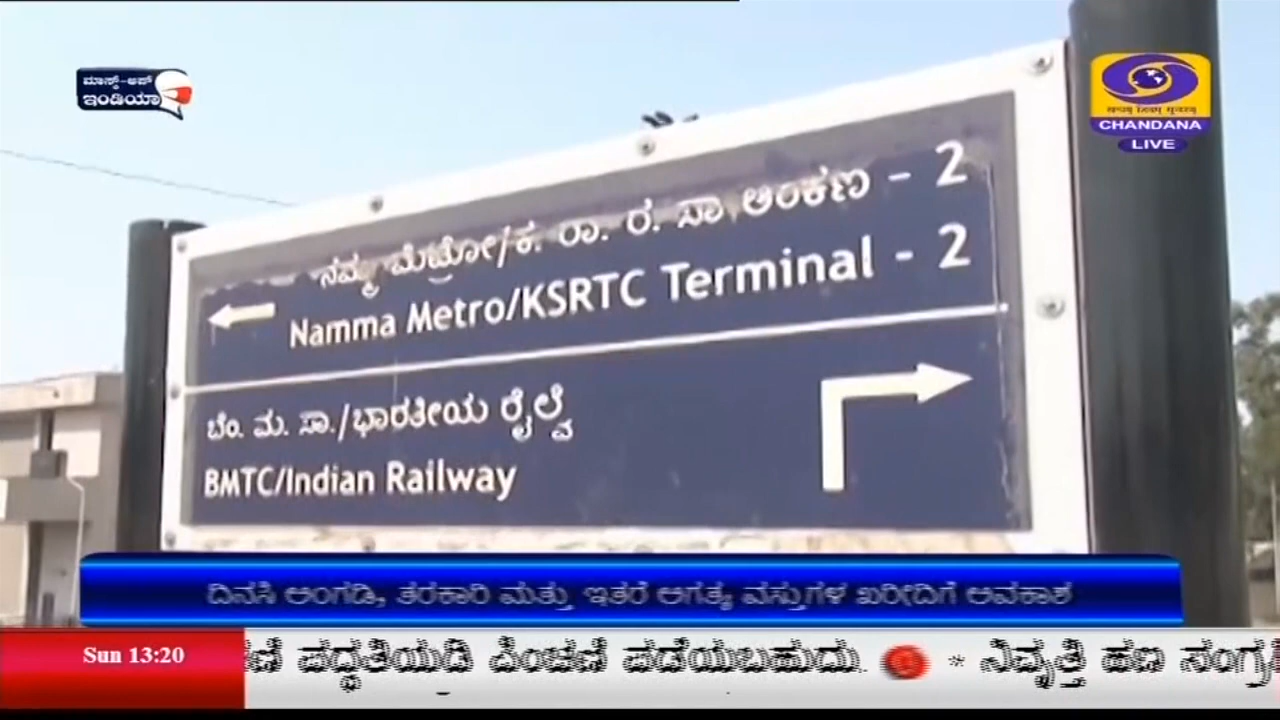 ಮಾಸ್ಕ್-ಅಪ್
ಇಂಡಿಯಾ
CHANDANA
LIVE
ನಮ್ಮ ಮೆಟ್ರೋ/ಕ. ರಾ. ರ. ಸಾ ಅಂಕಣ - 2
Namma Metro/KSRTC Terminal - 2
ಬೆಂ. ಮ. ಸಾ./ಭಾರತೀಯ ರೈಲ್ವೆ
BMTC/Indian Railway
ದಿನಸಿ ಅಂಗಡಿ, ತರಕಾರಿ ಮತ್ತು ಇತರೆ ಅಗತ್ಯ ವಸ್ತುಗಳ ಖರೀದಿಗೆ ಅವಕಾಶ
Sun 13:20 ಪದ್ಧತಿಯಡಿ ಪಿಂಚಣಿ ಪಡೆಯಬಹುದು. * ನಿವೃತ್ತಿ ಹಣ